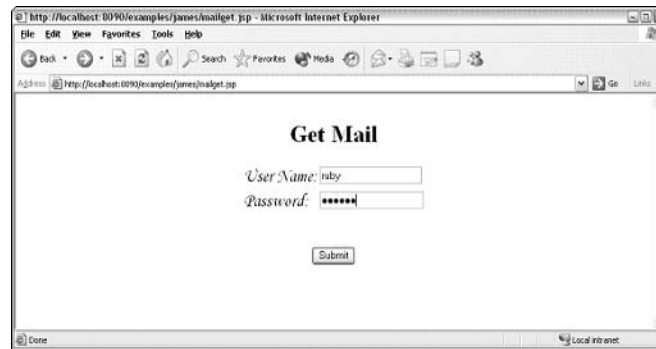 http://localhost:8090/examples/james/mailget.jsp - Microsoft Internet Explorer
File Edit View Favorites Tools Help
Back Search Favorites Media
Address http://localhost:8090/examples/james/mailget.jsp Go Links
Get Mail
User Name: ruby
Password: ••••••
Submit
Done Local intranet